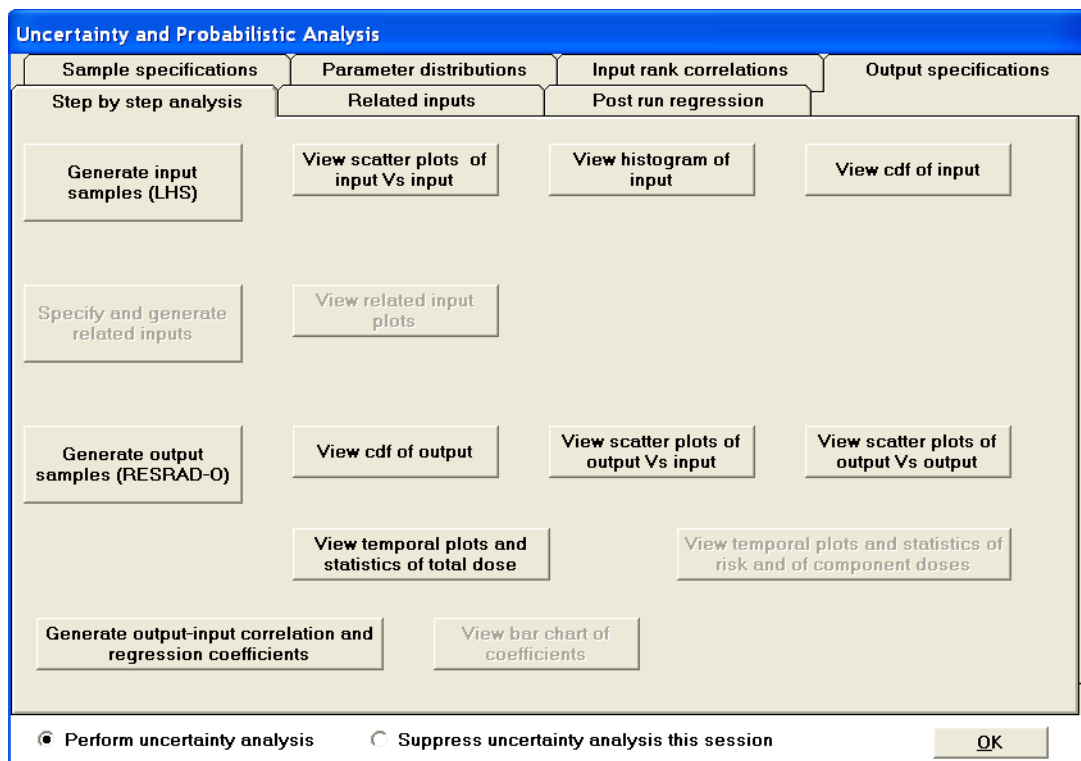 Uncertainty and Probabilistic Analysis
Sample specifications
Parameter distributions
Input rank correlations
Output specifications
Step by step analysis
Related inputs
Post run regression
Generate input
samples (LHS)
View scatter plots of
input Vs input
View histogram of
input
View cdf of input
Specify and generate
related inputs
View related input
plots
Generate output
samples (RESRAD-O)
View cdf of output
View scatter plots of
output Vs input
View scatter plots of
output Vs output
View temporal plots and
statistics of total dose
View temporal plots and statistics of
risk and of component doses
Generate output-input correlation and
regression coefficients
View bar chart of
coefficients
Perform uncertainty analysis
Suppress uncertainty analysis this session
OK